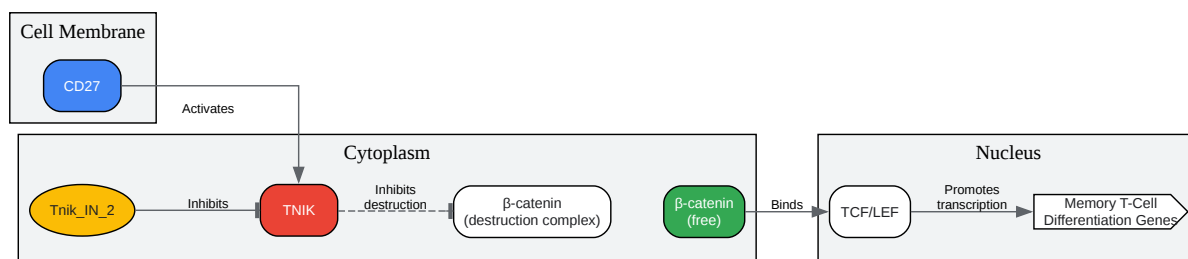 Cell Membrane
CD27
Activates
Cytoplasm
Nucleus
Tnik_IN_2
Inhibits
TNIK
Inhibits
destruction
β-catenin
(destruction complex)
β-catenin
(free)
Binds
TCF/LEF
Promotes
transcription
Memory T-Cell
Differentiation Genes